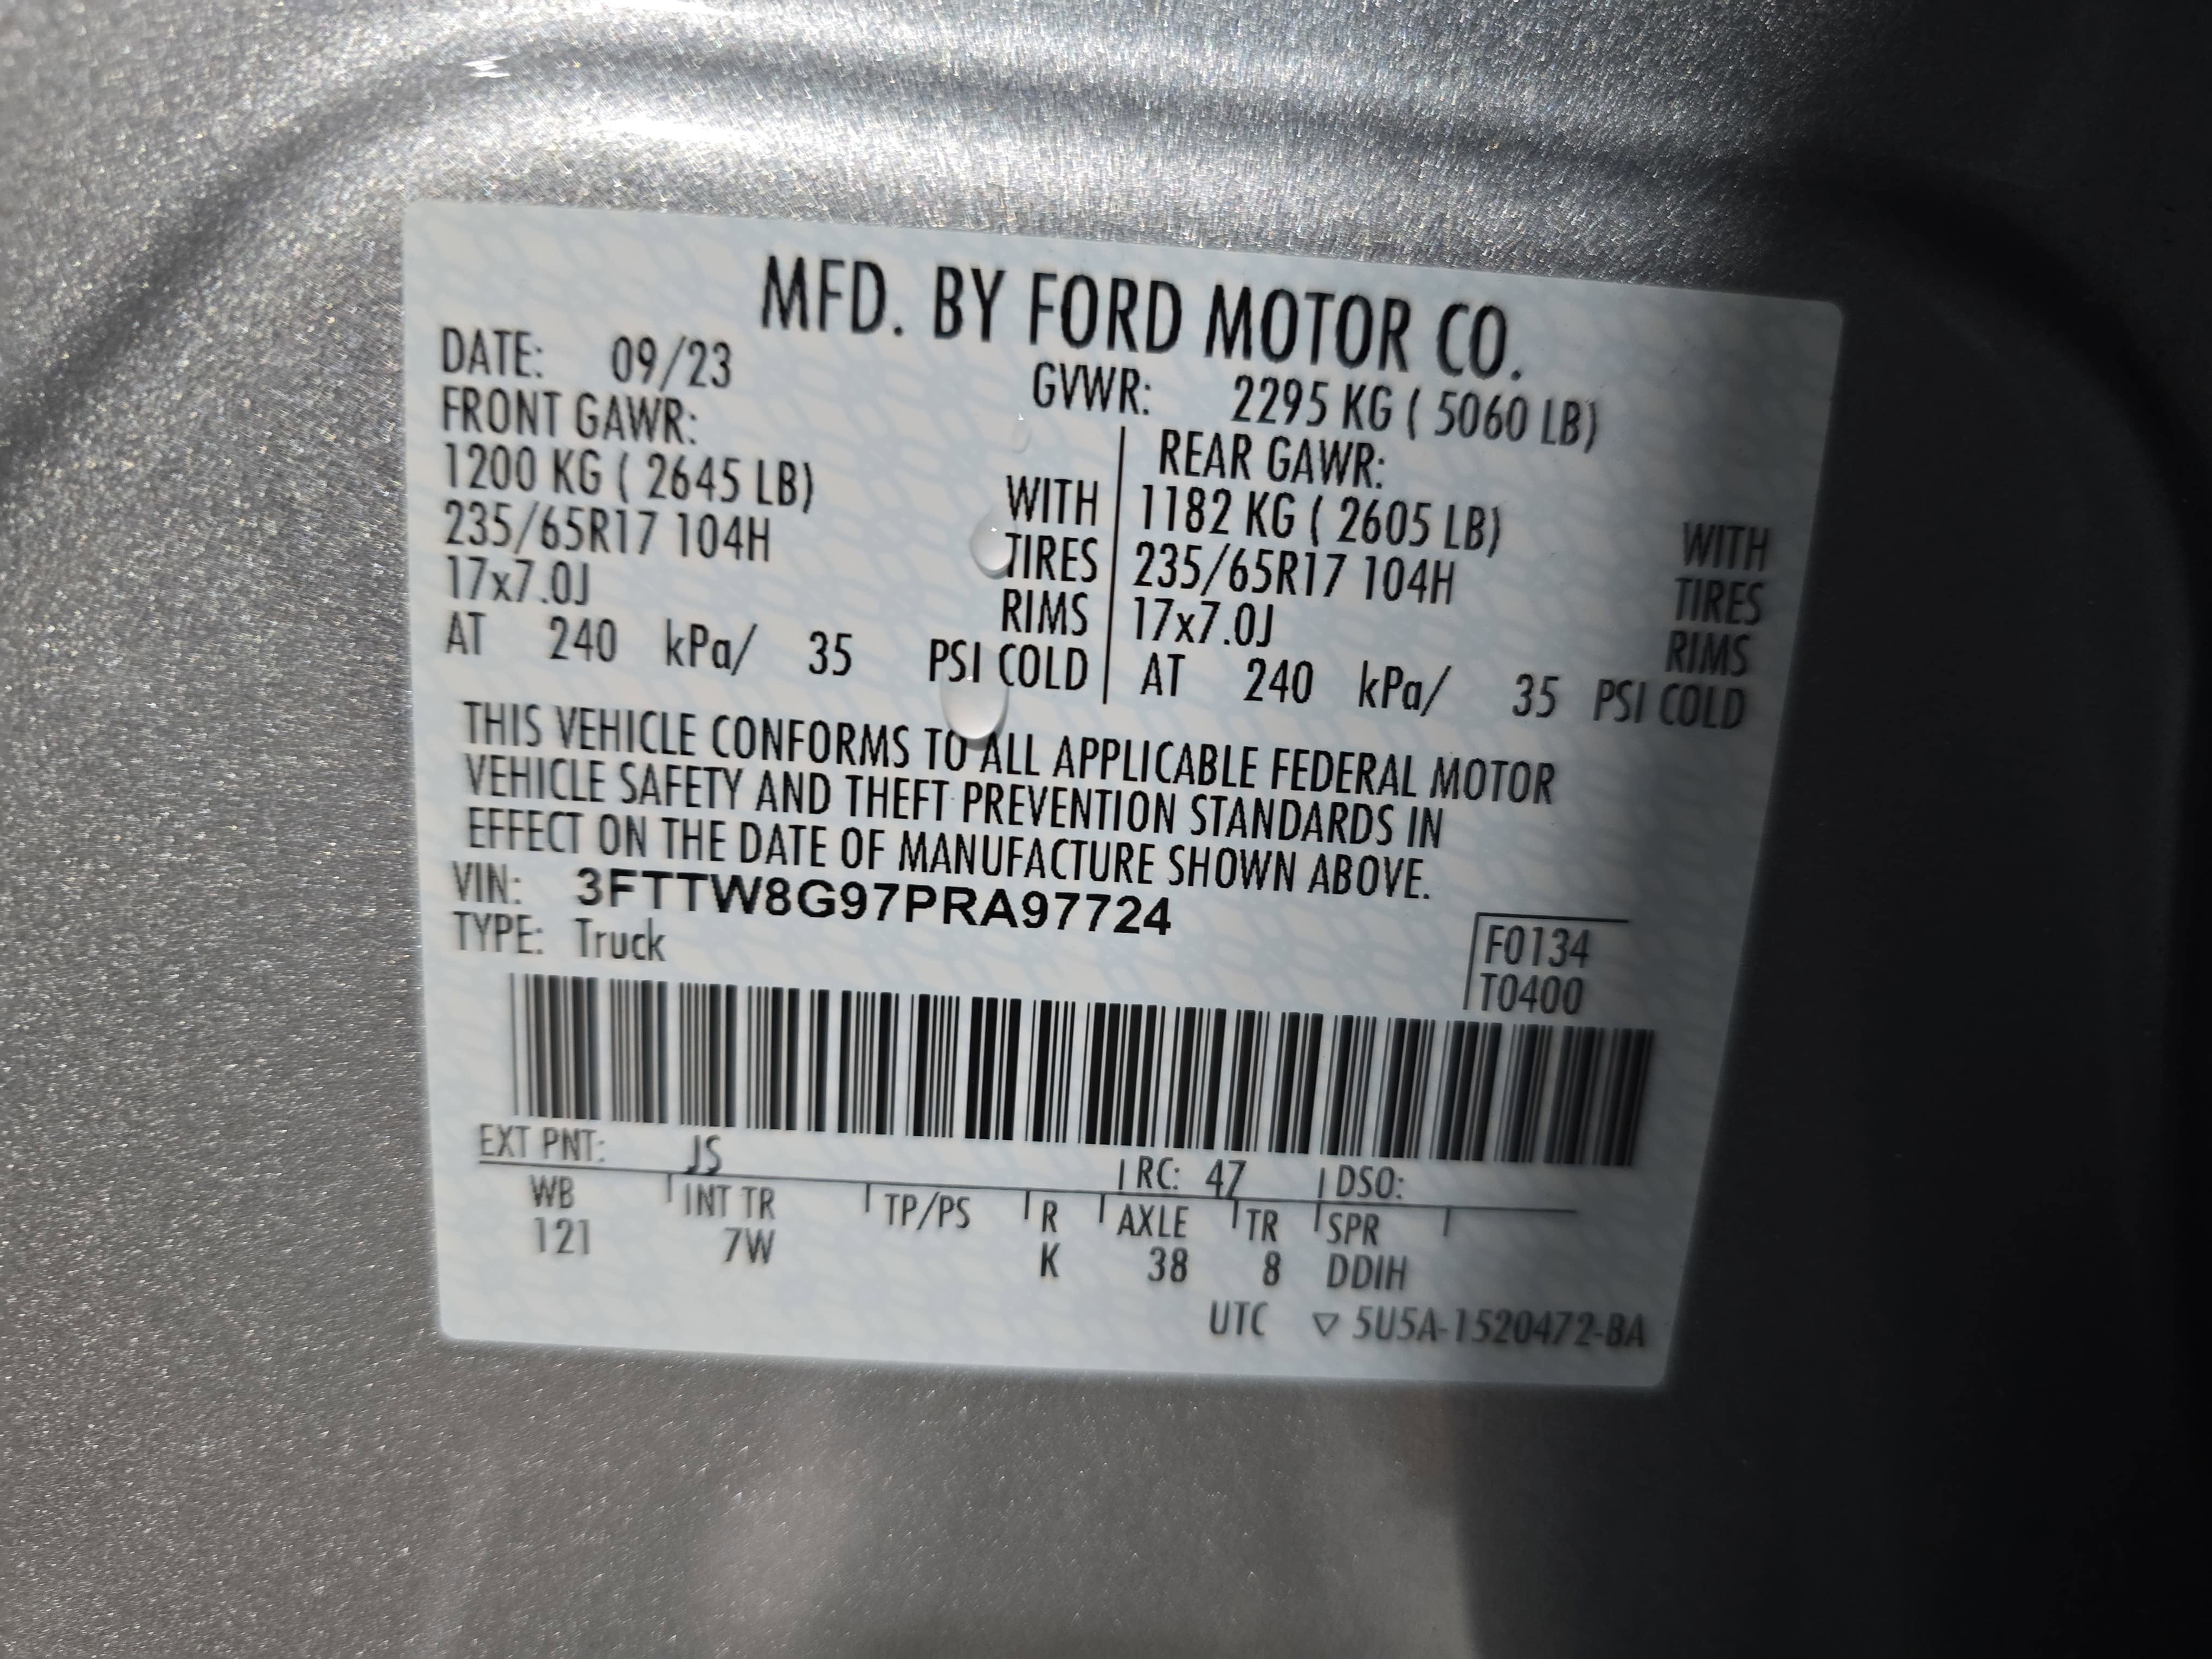 MFD. BY FORD MOTOR CO.
DATE: 09/23 GVWR: 2295 KG ( 5060 LB)
FRONT GAWR: REAR GAWR:
1200 KG ( 2645 LB) WITH 1182 KG ( 2605 LB) WITH
235/65R17 104H TIRES 235/65R17 104H TIRES
17x7.0J RIMS 17x7.0J RIMS
AT 240 kPa/ 35 PSI COLD AT 240 kPa/ 35 PSI COLD
THIS VEHICLE CONFORMS TO ALL APPLICABLE FEDERAL MOTOR
VEHICLE SAFETY AND THEFT PREVENTION STANDARDS IN
EFFECT ON THE DATE OF MANUFACTURE SHOWN ABOVE.
VIN: 3FTTW8G97PRA97724
TYPE: Truck F0134
T0400
EXT PNT: JS RC: 47 DSO:
WB INT TR TP/PS R AXLE TR SPR
121 7W K 38 8 DDIH
UTC ▽ 5U5A-1520472-BA